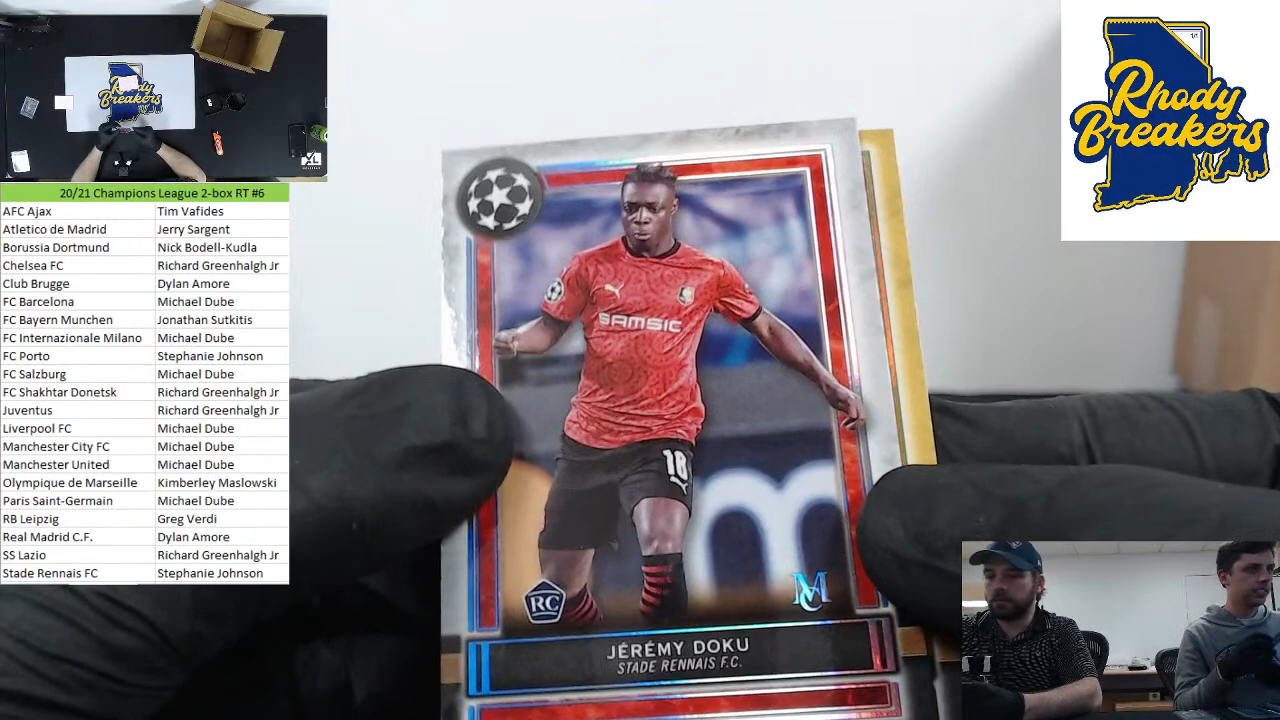 20/21 Champions League 2-box RT #6
AFC Ajax Tim Vafides
Atletico de Madrid Jerry Sargent
Borussia Dortmund Nick Bodell-Kudla
Chelsea FC Richard Greenhalgh Jr
Club Brugge Dylan Amore
FC Barcelona Michael Dube
FC Bayern Munchen Jonathan Sutkitis
FC Internazionale Milano Michael Dube
FC Porto Stephanie Johnson
FC Salzburg Michael Dube
FC Shakhtar Donetsk Richard Greenhalgh Jr
Juventus Richard Greenhalgh Jr
Liverpool FC Michael Dube
Manchester City FC Michael Dube
Manchester United Michael Dube
Olympique de Marseille Kimberley Maslowski
Paris Saint-Germain Michael Dube
RB Leipzig Greg Verdi
Real Madrid C.F. Dylan Amore
SS Lazio Richard Greenhalgh Jr
Stade Rennais FC Stephanie Johnson
Rhody
Breakers
XL
SAMSIC
18
RC
MC
JÉRÉMY DOKU
STADE RENNAIS F.C.
1/1
Rhody
Breakers